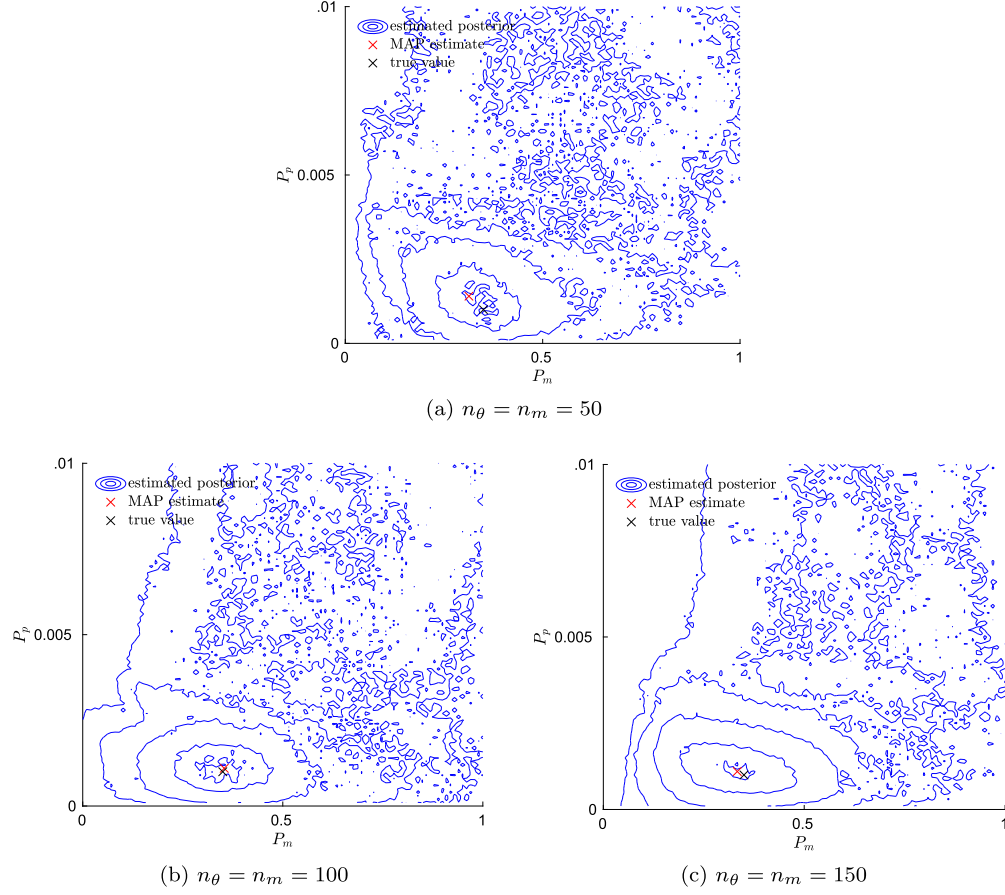 .01
estimated posterior
MAP estimate
true value
P_p
0.005
0
0
0.5
1
P_m
(a) n_θ = n_m = 50
.01
estimated posterior
MAP estimate
true value
P_p
0.005
0
0
0.5
1
P_m
(b) n_θ = n_m = 100
.01
estimated posterior
MAP estimate
true value
P_p
0.005
0
0
0.5
1
P_m
(c) n_θ = n_m = 150